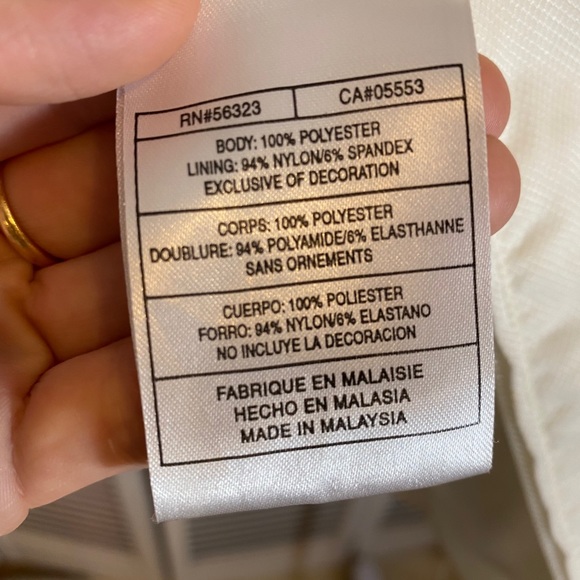 RN#56323 CA#05553
BODY: 100% POLYESTER
LINING: 94% NYLON/6% SPANDEX
EXCLUSIVE OF DECORATION
CORPS: 100% POLYESTER
DOUBLURE: 94% POLYAMIDE/6% ELASTHANNE
SANS ORNEMENTS
CUERPO: 100% POLIESTER
FORRO: 94% NYLON/6% ELASTANO
NO INCLUYE LA DECORACION
FABRIQUE EN MALAISIE
HECHO EN MALASIA
MADE IN MALAYSIA